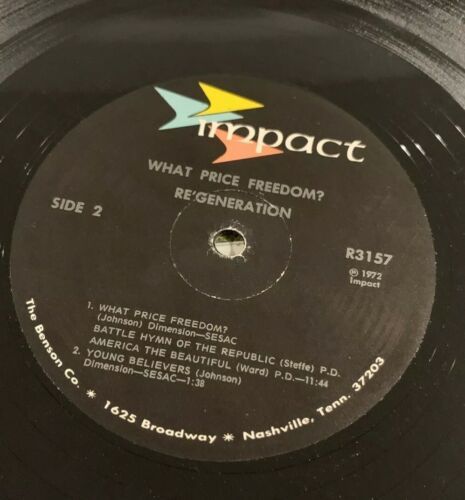 impact
WHAT PRICE FREEDOM?
RE'GENERATION
SIDE 2
R3157
℗ 1972
Impact
1. WHAT PRICE FREEDOM?
(Johnson) Dimension—SESAC
BATTLE HYMN OF THE REPUBLIC (Steffe) P.D.
AMERICA THE BEAUTIFUL (Ward) P.D.—11:44
2. YOUNG BELIEVERS (Johnson)
Dimension—SESAC—1:38
The Benson Co. * 1625 Broadway * Nashville, Tenn. 37203